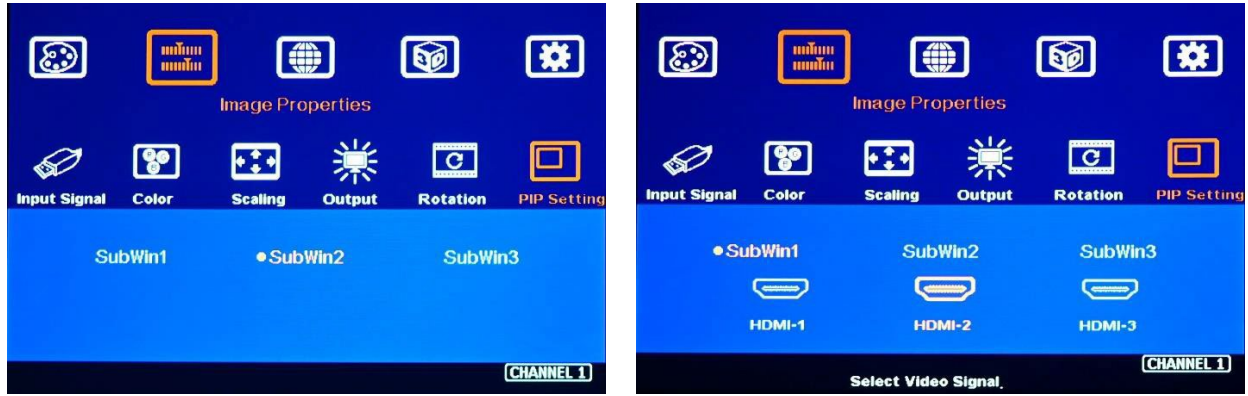 3D
Image Properties
R G
B
C
Input Signal Color Scaling Output Rotation PIP Setting
SubWin1 •SubWin2 SubWin3
CHANNEL 1
3D
Image Properties
R G
B
C
Input Signal Color Scaling Output Rotation PIP Setting
•SubWin1 SubWin2 SubWin3
HDMI-1 HDMI-2 HDMI-3
CHANNEL 1
Select Video Signal.